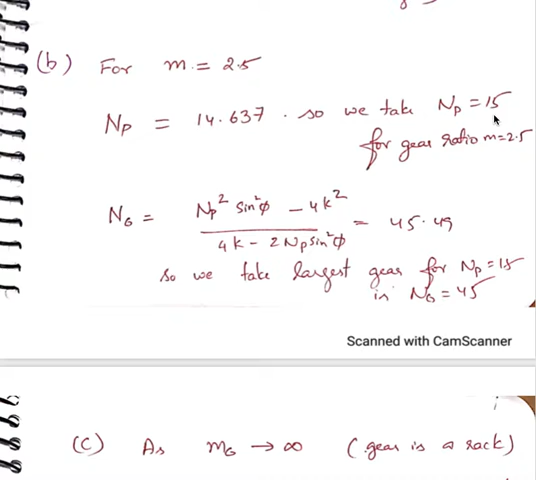 (b) For m = 2.5
Np = 14.637 . so we take Np = 15
for gear ratio m=2.5
NG = (Np² sin²φ - 4k²) / (4k - 2Np sin²φ) = 45.49
so we take largest gear for Np = 15
is NG = 45
Scanned with CamScanner
(C) As mG → ∞ (gear is a rack)